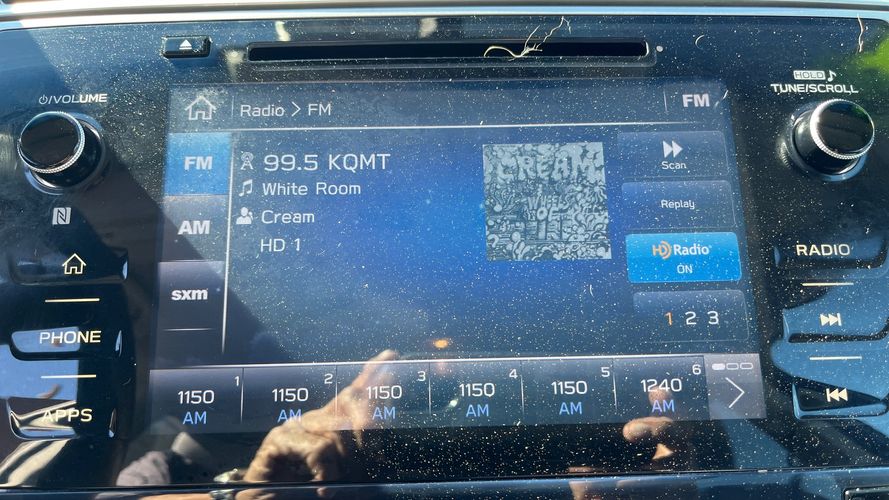 ⏻/VOLUME
HOLD ♪
TUNE/SCROLL
Radio > FM
FM
FM
99.5 KQMT
White Room
Cream
HD 1
CREAM
WHEELS OF FIRE
AM
sxm
Scan
Replay
HD Radio
ON
1 2 3
PHONE
APPS
RADIO
1150 1
AM
1150 2
AM
1150 3
AM
1150 4
AM
1150 5
AM
1240 6
AM